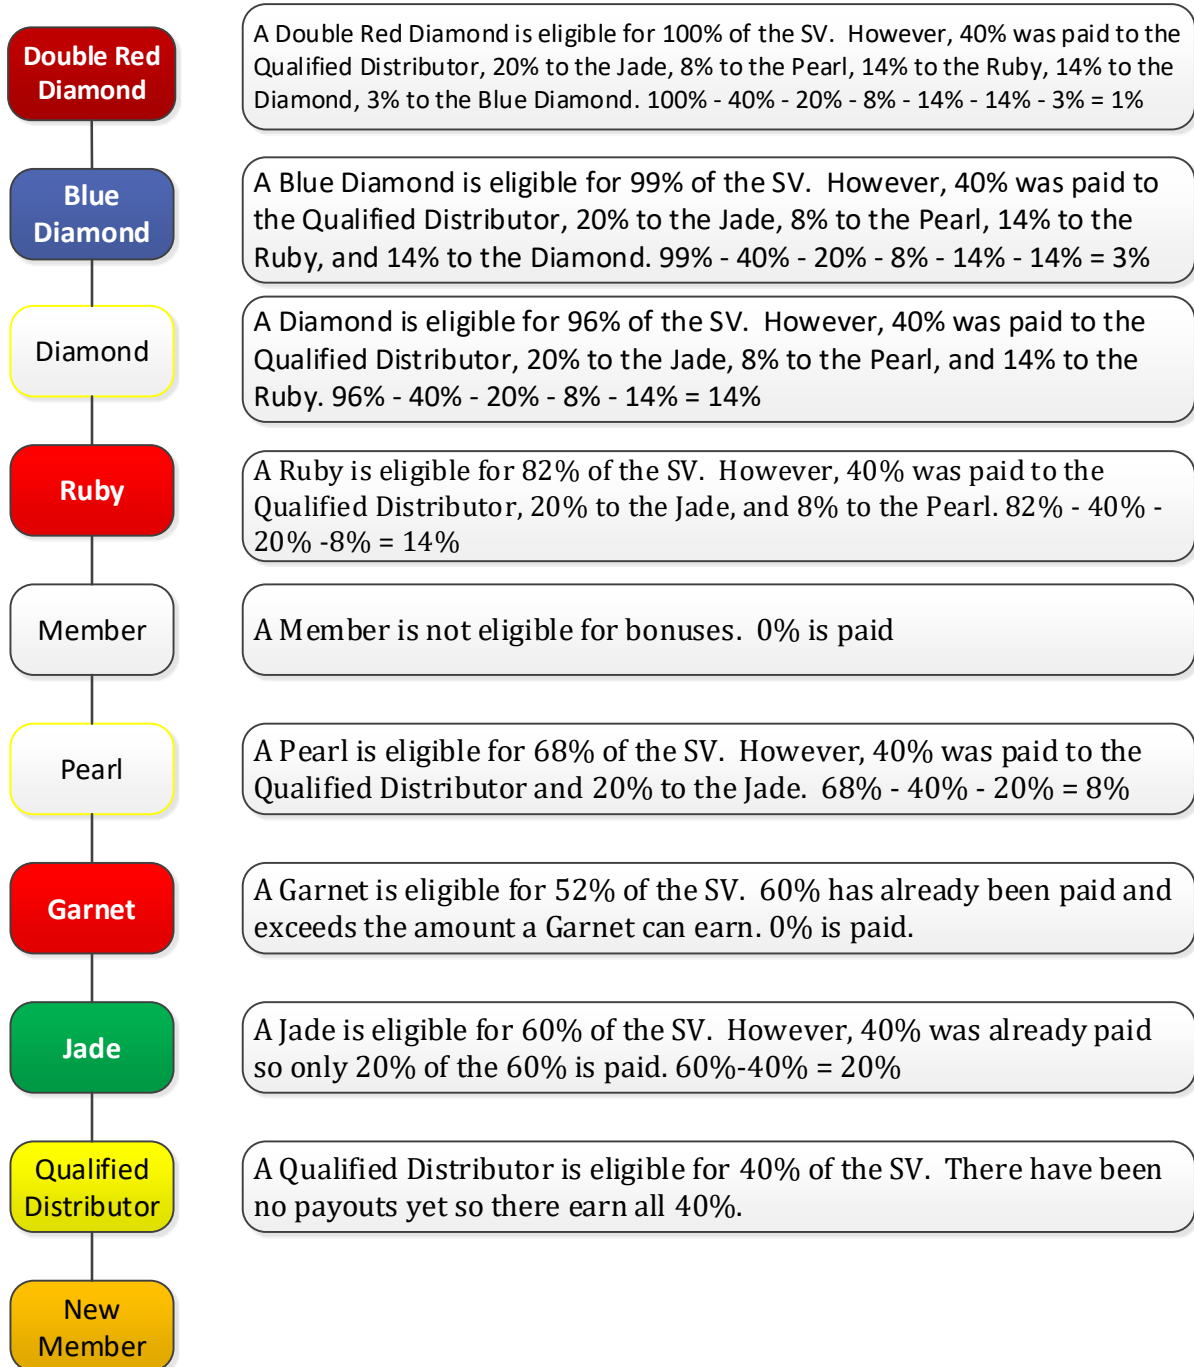 Double Red
Diamond
A Double Red Diamond is eligible for 100% of the SV.  However, 40% was paid to the
Qualified Distributor, 20% to the Jade, 8% to the Pearl, 14% to the Ruby, 14% to the
Diamond, 3% to the Blue Diamond. 100% - 40% - 20% - 8% - 14% - 14% - 3% = 1%
Blue
Diamond
A Blue Diamond is eligible for 99% of the SV.  However, 40% was paid to
the Qualified Distributor, 20% to the Jade, 8% to the Pearl, 14% to the
Ruby, and 14% to the Diamond. 99% - 40% - 20% - 8% - 14% - 14% = 3%
Diamond
A Diamond is eligible for 96% of the SV.  However, 40% was paid to the
Qualified Distributor, 20% to the Jade, 8% to the Pearl, and 14% to the
Ruby. 96% - 40% - 20% - 8% - 14% = 14%
Ruby
A Ruby is eligible for 82% of the SV.  However, 40% was paid to the
Qualified Distributor, 20% to the Jade, and 8% to the Pearl. 82% - 40% -
20% -8% = 14%
Member
A Member is not eligible for bonuses.  0% is paid
Pearl
A Pearl is eligible for 68% of the SV.  However, 40% was paid to the
Qualified Distributor and 20% to the Jade.  68% - 40% - 20% = 8%
Garnet
A Garnet is eligible for 52% of the SV.  60% has already been paid and
exceeds the amount a Garnet can earn. 0% is paid.
Jade
A Jade is eligible for 60% of the SV.  However, 40% was already paid
so only 20% of the 60% is paid. 60%-40% = 20%
Qualified
Distributor
A Qualified Distributor is eligible for 40% of the SV.  There have been
no payouts yet so there earn all 40%.
New
Member